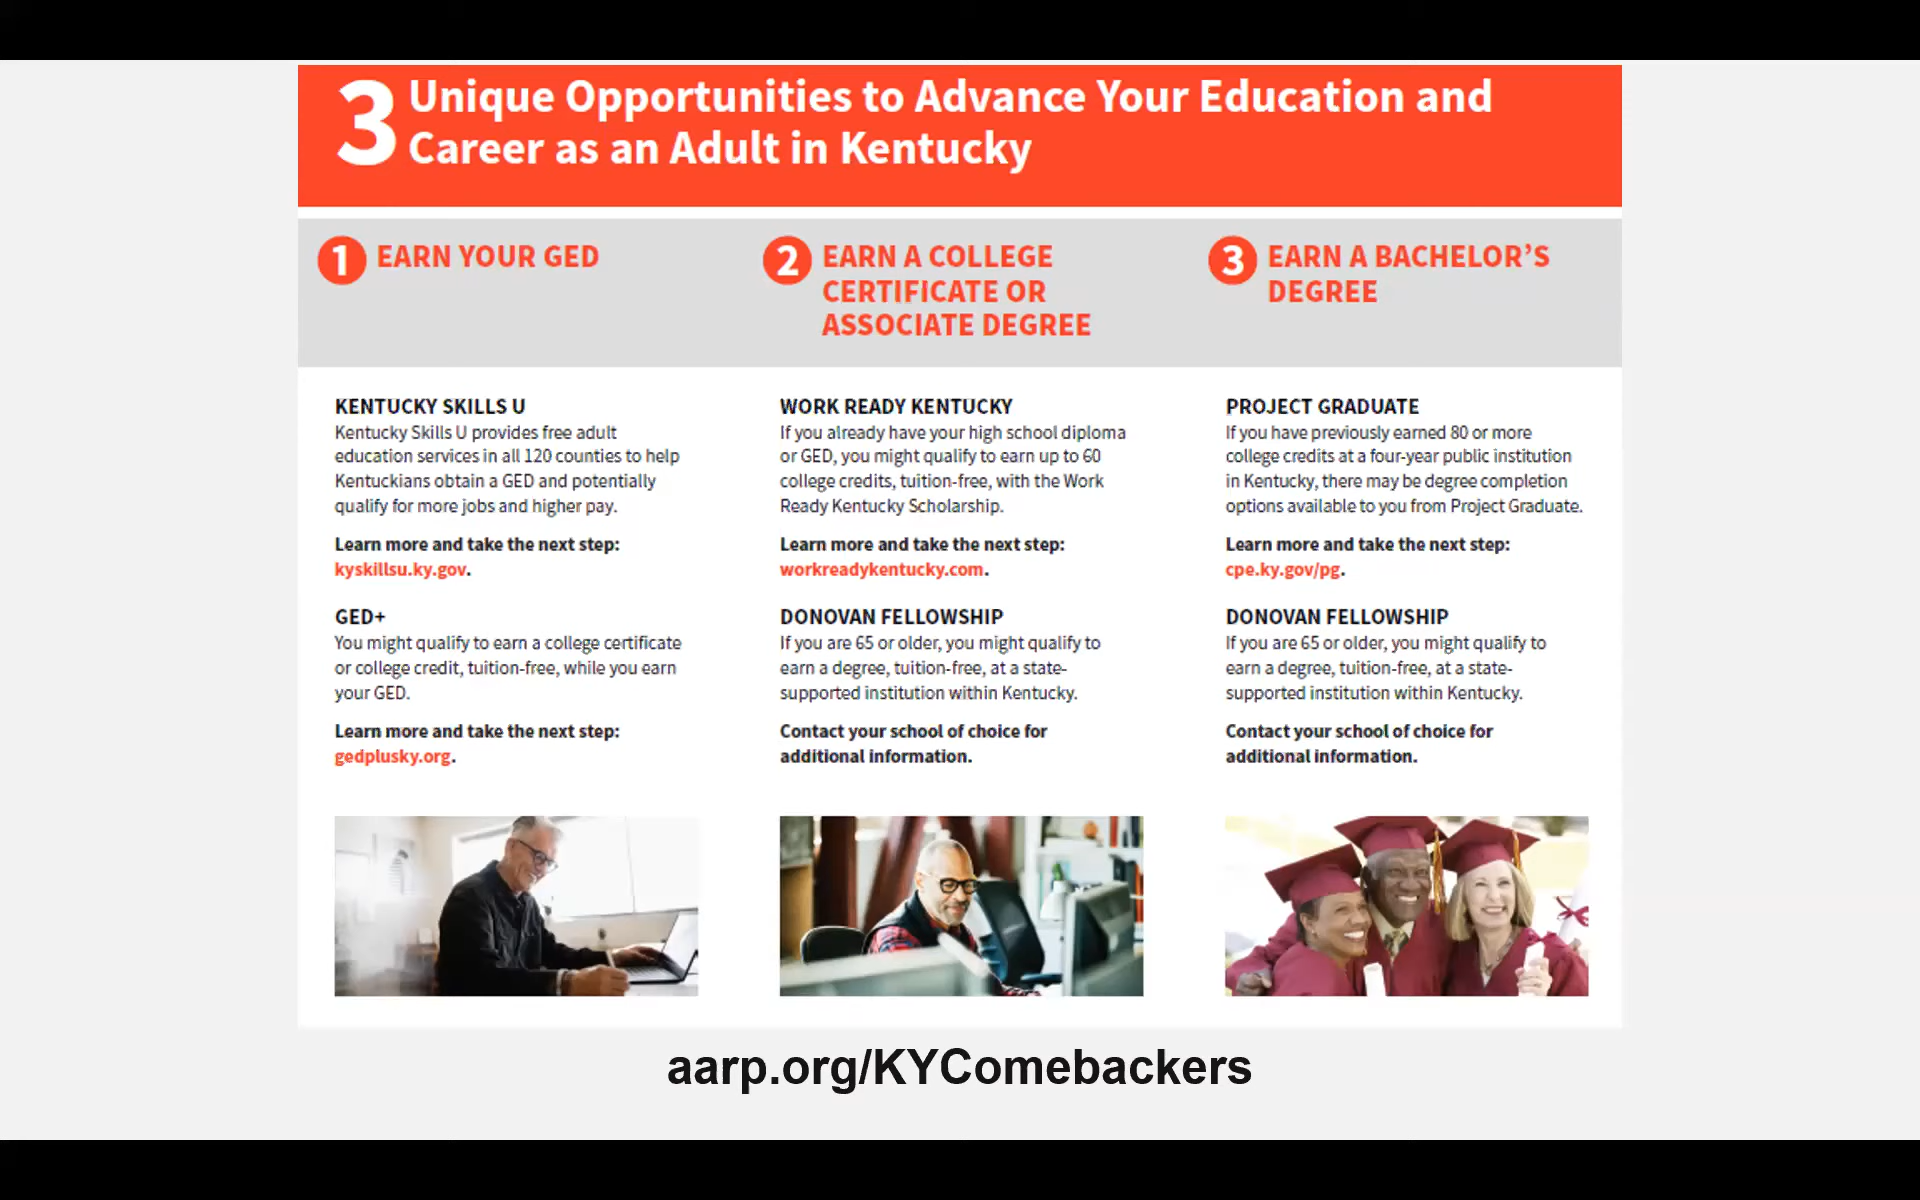 3 Unique Opportunities to Advance Your Education and
Career as an Adult in Kentucky
1 EARN YOUR GED
KENTUCKY SKILLS U
Kentucky Skills U provides free adult
education services in all 120 counties to help
Kentuckians obtain a GED and potentially
qualify for more jobs and higher pay.
Learn more and take the next step:
kyskillsu.ky.gov.
GED+
You might qualify to earn a college certificate
or college credit, tuition-free, while you earn
your GED.
Learn more and take the next step:
gedplusky.org.
2 EARN A COLLEGE
CERTIFICATE OR
ASSOCIATE DEGREE
WORK READY KENTUCKY
If you already have your high school diploma
or GED, you might qualify to earn up to 60
college credits, tuition-free, with the Work
Ready Kentucky Scholarship.
Learn more and take the next step:
workreadykentucky.com.
DONOVAN FELLOWSHIP
If you are 65 or older, you might qualify to
earn a degree, tuition-free, at a state-
supported institution within Kentucky.
Contact your school of choice for
additional information.
3 EARN A BACHELOR’S
DEGREE
PROJECT GRADUATE
If you have previously earned 80 or more
college credits at a four-year public institution
in Kentucky, there may be degree completion
options available to you from Project Graduate.
Learn more and take the next step:
cpe.ky.gov/pg.
DONOVAN FELLOWSHIP
If you are 65 or older, you might qualify to
earn a degree, tuition-free, at a state-
supported institution within Kentucky.
Contact your school of choice for
additional information.
aarp.org/KYComebackers